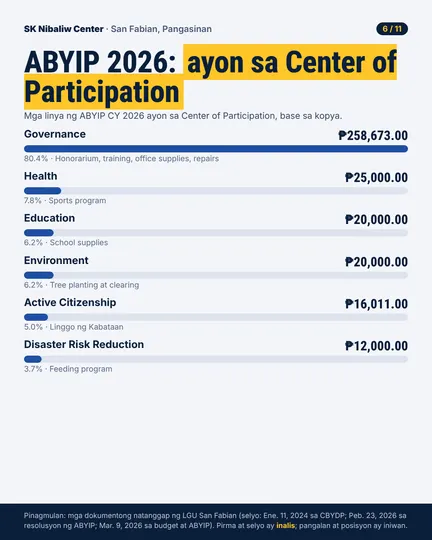 SK Nibaliw Center · San Fabian, Pangasinan
6 / 11
ABYIP 2026: ayon sa Center of
Participation
Mga linya ng ABYIP CY 2026 ayon sa Center of Participation, base sa kopya.
Governance
₱258,673.00
80.4% · Honorarium, training, office supplies, repairs
Health
₱25,000.00
7.8% · Sports program
Education
₱20,000.00
6.2% · School supplies
Environment
₱20,000.00
6.2% · Tree planting at clearing
Active Citizenship
₱16,011.00
5.0% · Linggo ng Kabataan
Disaster Risk Reduction
₱12,000.00
3.7% · Feeding program
Pinagmulan: mga dokumentong natanggap ng LGU San Fabian (selyo: Ene. 11, 2024 sa CBYDP; Peb. 23, 2026 sa
resolusyon ng ABYIP; Mar. 9, 2026 sa budget at ABYIP). Pirma at selyo ay inalis; pangalan at posisyon ay iniwan.